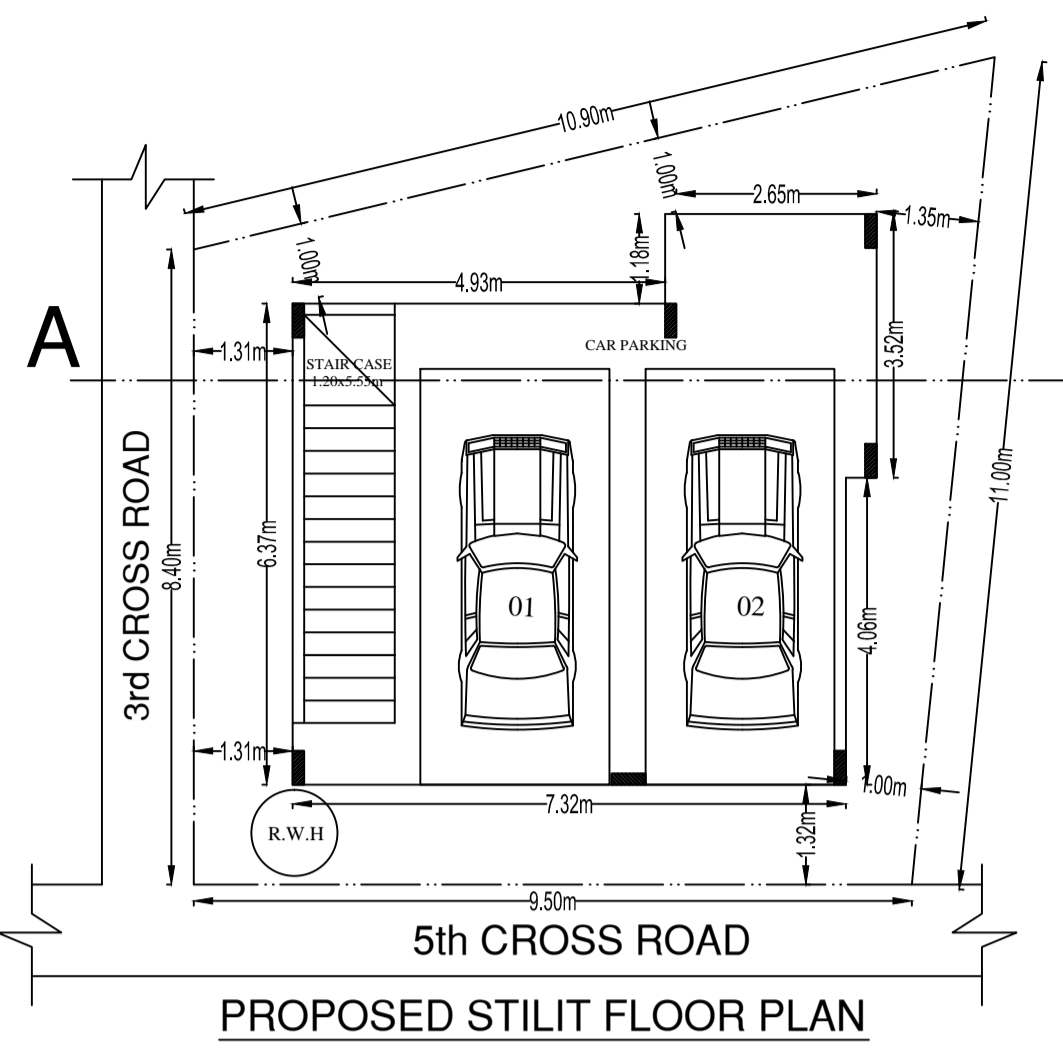 10.90m
1.00m
2.65m
1.35m
1.00m
1.18m
4.93m
A
1.31m
CAR PARKING
3.52m
STAIR CASE
1.20x5.55m
3rd CROSS ROAD
8.40m
6.37m
11.00m
01
02
4.06m
1.31m
1.00m
7.32m
R.W.H
1.32m
9.50m
5th CROSS ROAD
PROPOSED STILIT FLOOR PLAN